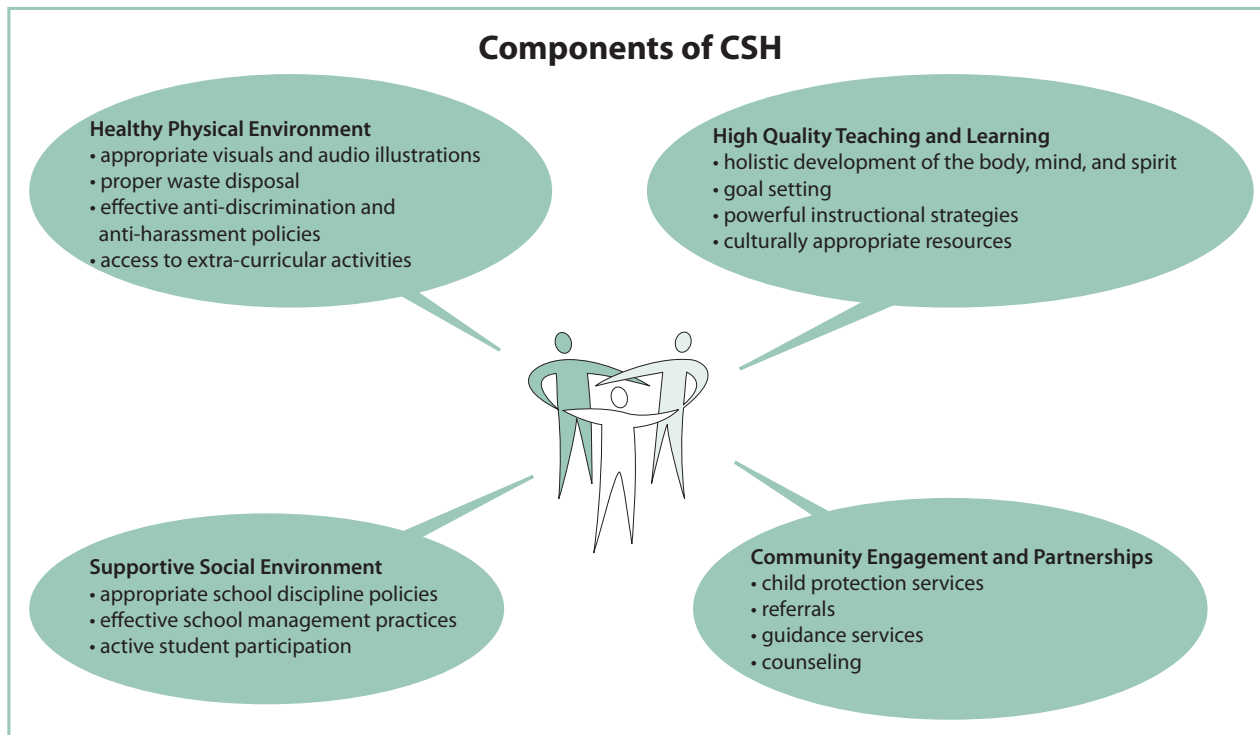 Components of CSH
Healthy Physical Environment
• appropriate visuals and audio illustrations
• proper waste disposal
• effective anti-discrimination and
anti-harassment policies
• access to extra-curricular activities
High Quality Teaching and Learning
• holistic development of the body, mind, and spirit
• goal setting
• powerful instructional strategies
• culturally appropriate resources
Supportive Social Environment
• appropriate school discipline policies
• effective school management practices
• active student participation
Community Engagement and Partnerships
• child protection services
• referrals
• guidance services
• counseling